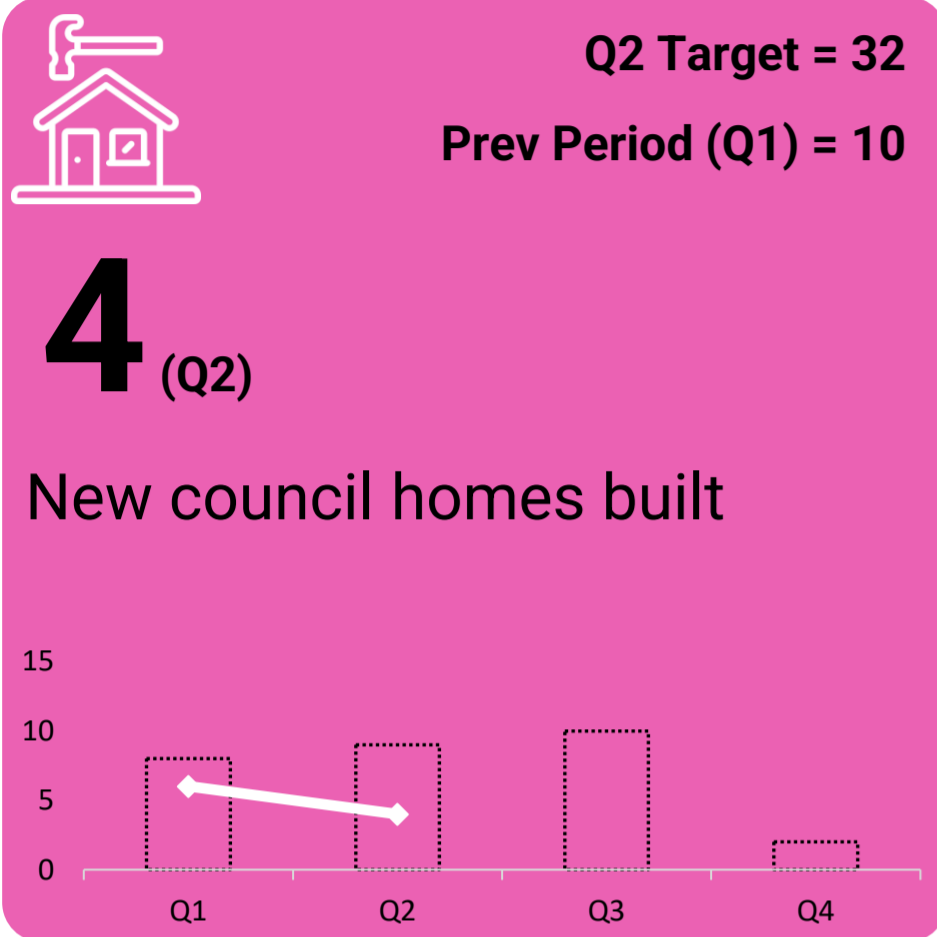 Q2 Target = 32
Prev Period (Q1) = 10
4 (Q2)
New council homes built
15
10
5
0
Q1 Q2 Q3 Q4